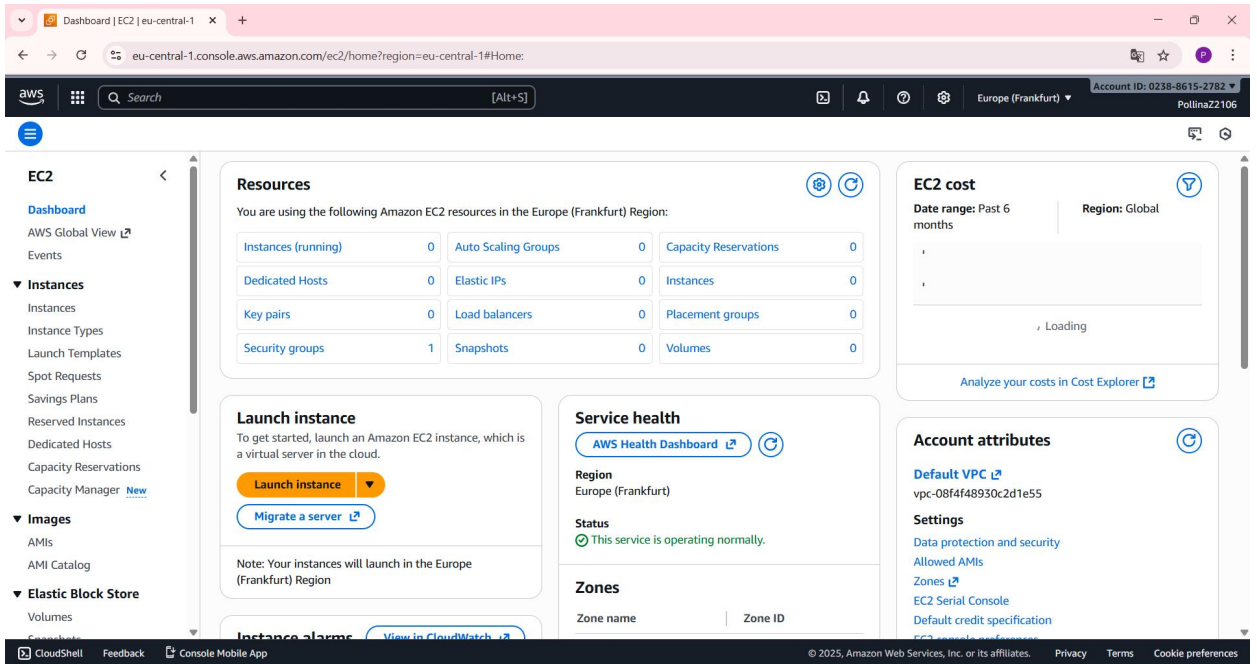 Dashboard | EC2 | eu-central-1
eu-central-1.console.aws.amazon.com/ec2/home?region=eu-central-1#Home:
P
aws
Search [Alt+S]
Europe (Frankfurt)
Account ID: 0238-8615-2782
PollinaZ2106
EC2
Dashboard
AWS Global View
Events
Instances
Instances
Instance Types
Launch Templates
Spot Requests
Savings Plans
Reserved Instances
Dedicated Hosts
Capacity Reservations
Capacity Manager New
Images
AMIs
AMI Catalog
Elastic Block Store
Volumes
Snapshots
Resources
You are using the following Amazon EC2 resources in the Europe (Frankfurt) Region:
Instances (running) 0 Auto Scaling Groups 0 Capacity Reservations 0
Dedicated Hosts 0 Elastic IPs 0 Instances 0
Key pairs 0 Load balancers 0 Placement groups 0
Security groups 1 Snapshots 0 Volumes 0
Launch instance
To get started, launch an Amazon EC2 instance, which is
a virtual server in the cloud.
Launch instance
Migrate a server
Note: Your instances will launch in the Europe
(Frankfurt) Region
Instance alarms View in CloudWatch
Service health
AWS Health Dashboard
Region
Europe (Frankfurt)
Status
This service is operating normally.
Zones
Zone name Zone ID
EC2 cost
Date range: Past 6 Region: Global
months
Loading
Analyze your costs in Cost Explorer
Account attributes
Default VPC
vpc-08f4f48930c2d1e55
Settings
Data protection and security
Allowed AMIs
Zones
EC2 Serial Console
Default credit specification
EC2 console preferences
CloudShell Feedback Console Mobile App © 2025, Amazon Web Services, Inc. or its affiliates. Privacy Terms Cookie preferences